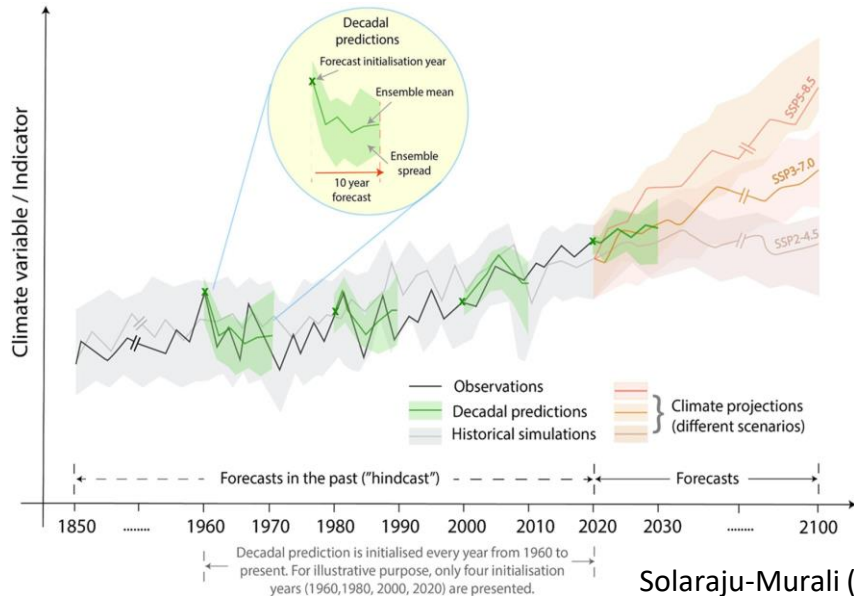 Decadal
predictions
Forecast initialisation year
Ensemble mean
Ensemble
spread
10 year
forecast
SSP5-8.5
SSP3-7.0
SSP2-4.5
Climate variable / Indicator
Observations
Decadal predictions
Historical simulations
Climate projections
(different scenarios)
Forecasts in the past ("hindcast")
Forecasts
1850 ........ 1960 1970 1980 1990 2000 2010 2020 2030 ........ 2100
Decadal prediction is initialised every year from 1960 to
present. For illustrative purpose, only four initialisation
years (1960,1980, 2000, 2020) are presented.
Solaraju-Murali (